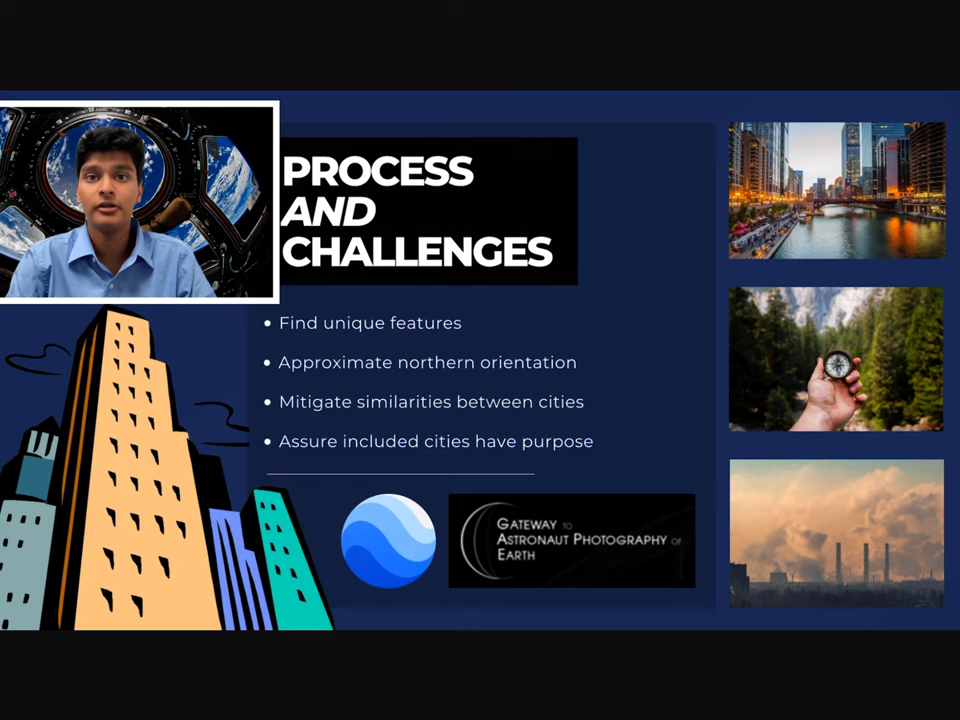 PROCESS
AND
CHALLENGES
Find unique features
Approximate northern orientation
Mitigate similarities between cities
Assure included cities have purpose
GATEWAY TO
ASTRONAUT PHOTOGRAPHY OF
EARTH